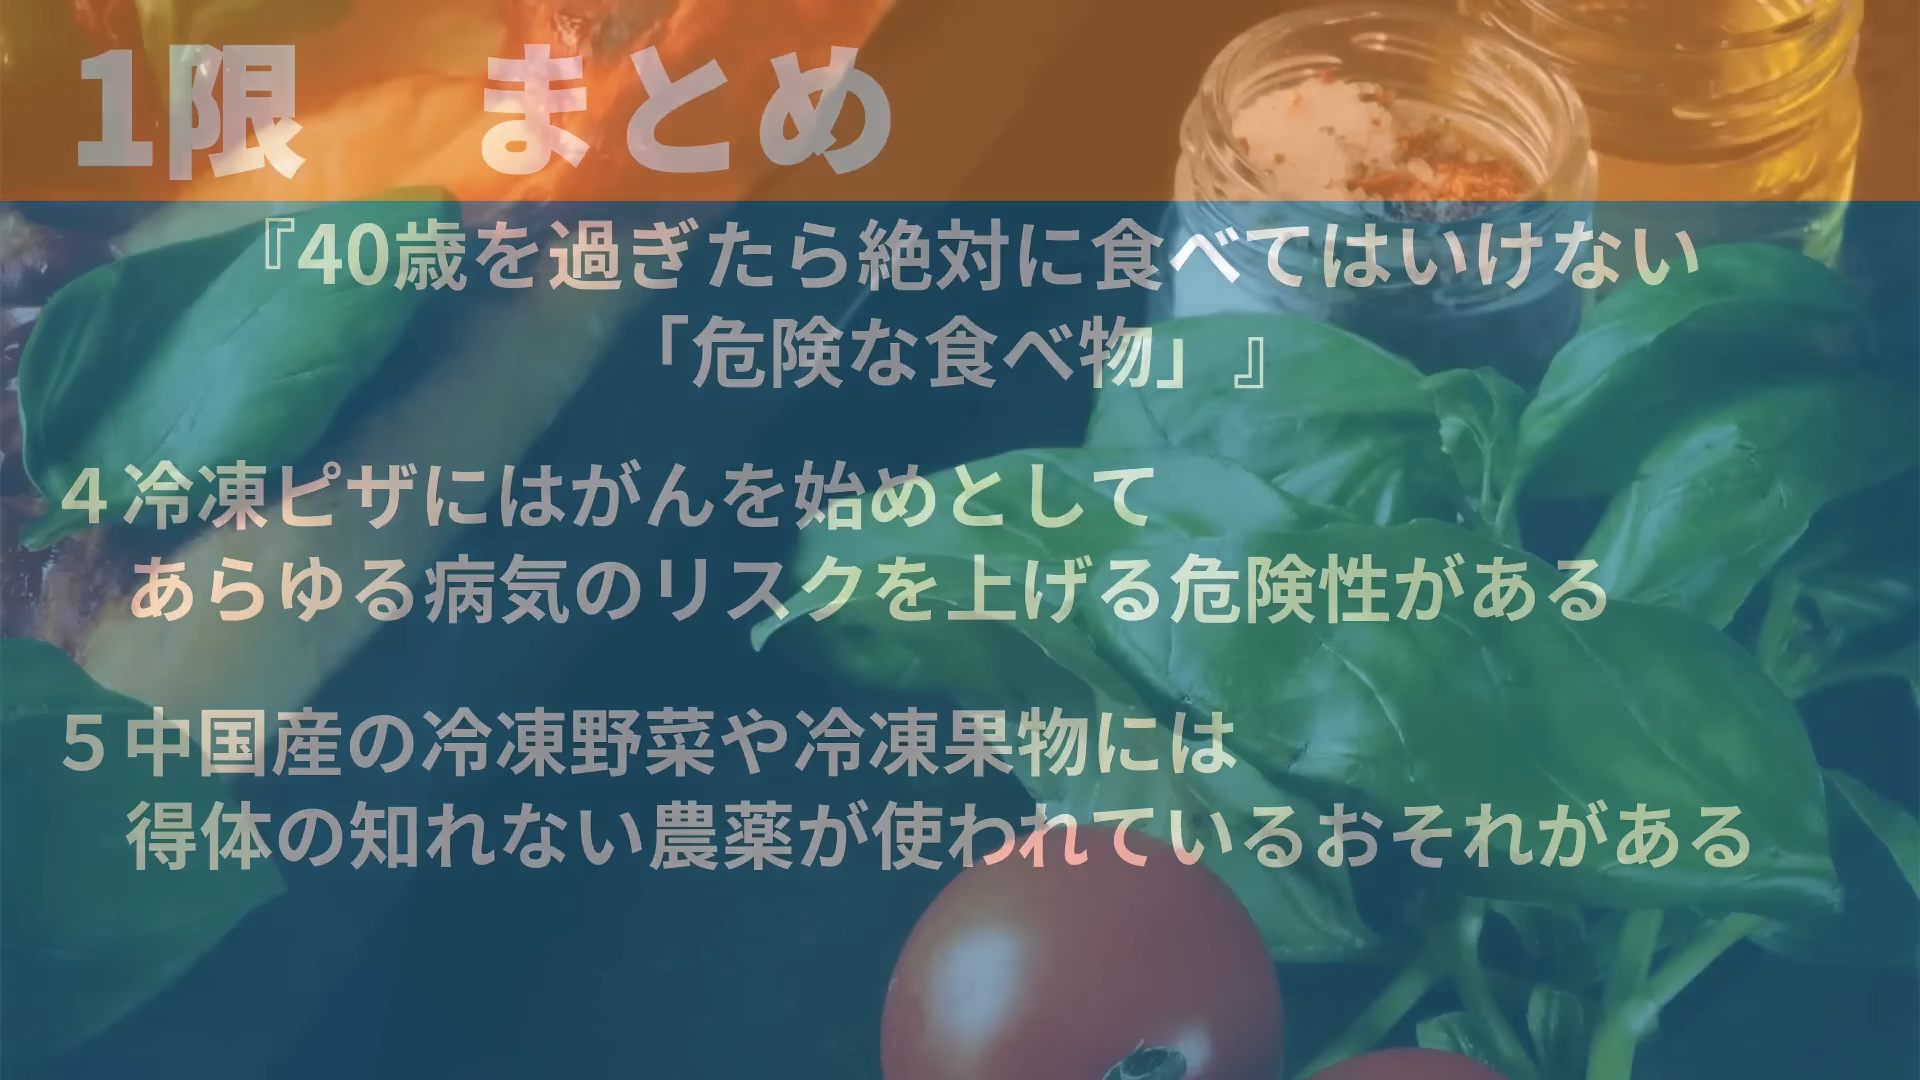 1限　まとめ
『40歳を過ぎたら絶対に食べてはいけない
「危険な食べ物」』
４冷凍ピザにはがんを始めとして
あらゆる病気のリスクを上げる危険性がある
５中国産の冷凍野菜や冷凍果物には
得体の知れない農薬が使われているおそれがある